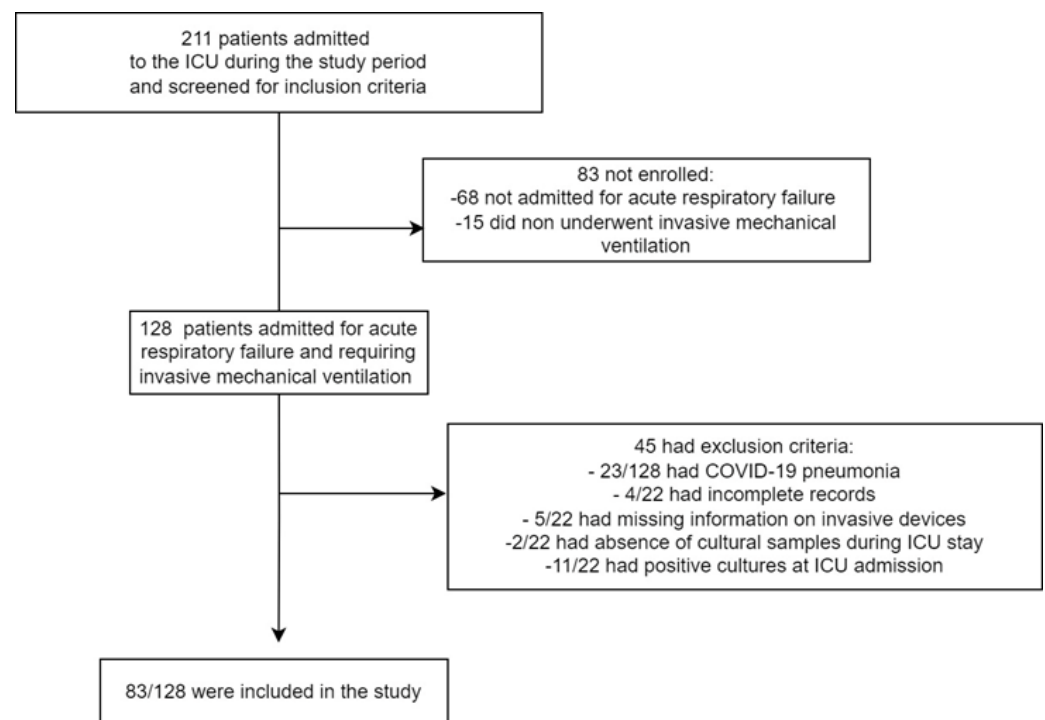 211 patients admitted
to the ICU during the study period
and screened for inclusion criteria
83 not enrolled:
-68 not admitted for acute respiratory failure
-15 did non underwent invasive mechanical
ventilation
128 patients admitted for acute
respiratory failure and requiring
invasive mechanical ventilation
45 had exclusion criteria:
- 23/128 had COVID-19 pneumonia
- 4/22 had incomplete records
- 5/22 had missing information on invasive devices
-2/22 had absence of cultural samples during ICU stay
-11/22 had positive cultures at ICU admission
83/128 were included in the study